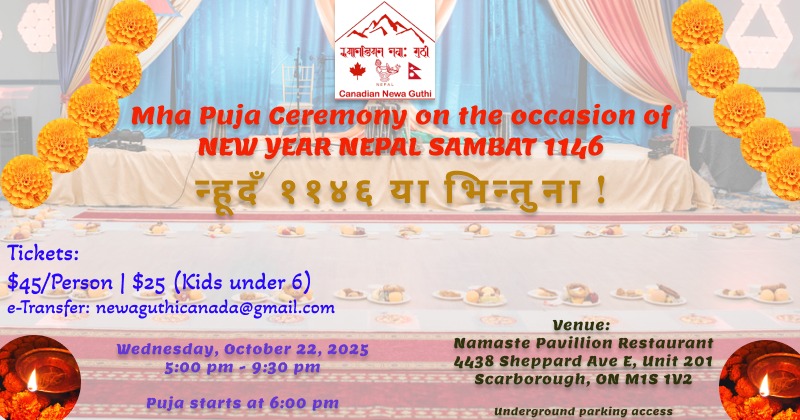 क्यानाडियन नेवाः गुठी
NEPAL
Canadian Newa Guthi
Mha Puja Ceremony on the occasion of
NEW YEAR NEPAL SAMBAT 1146
न्हूदँ ११४६ या भिन्तुना !
Tickets:
$45/Person | $25 (Kids under 6)
e-Transfer: newaguthicanada@gmail.com
Wednesday, October 22, 2025
5:00 pm - 9:30 pm
Puja starts at 6:00 pm
Venue:
Namaste Pavillion Restaurant
4438 Sheppard Ave E, Unit 201
Scarborough, ON M1S 1V2
Underground parking access